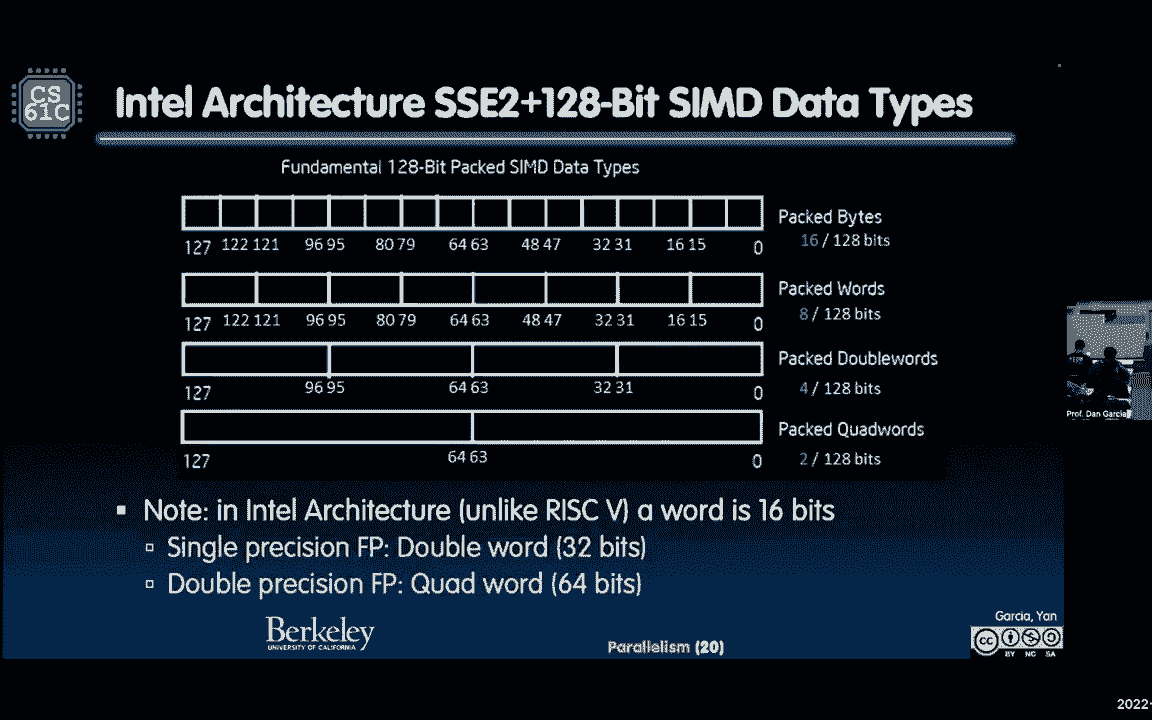 CS
61C
Intel Architecture SSE2+128-Bit SIMD Data Types
Fundamental 128-Bit Packed SIMD Data Types
Packed Bytes
127 122 121 96 95 80 79 64 63 48 47 32 31 16 15 0
16 / 128 bits
Packed Words
127 122 121 96 95 80 79 64 63 48 47 32 31 16 15 0
8 / 128 bits
Packed Doublewords
127 96 95 64 63 32 31 0
4 / 128 bits
Packed Quadwords
127 64 63 0
2 / 128 bits
Prof. Dan Garcia
Note: in Intel Architecture (unlike RISC V) a word is 16 bits
Single precision FP: Double word (32 bits)
Double precision FP: Quad word (64 bits)
Berkeley
UNIVERSITY OF CALIFORNIA
Parallelism (20)
Garcia, Yan
cc
BY NC SA
2022-